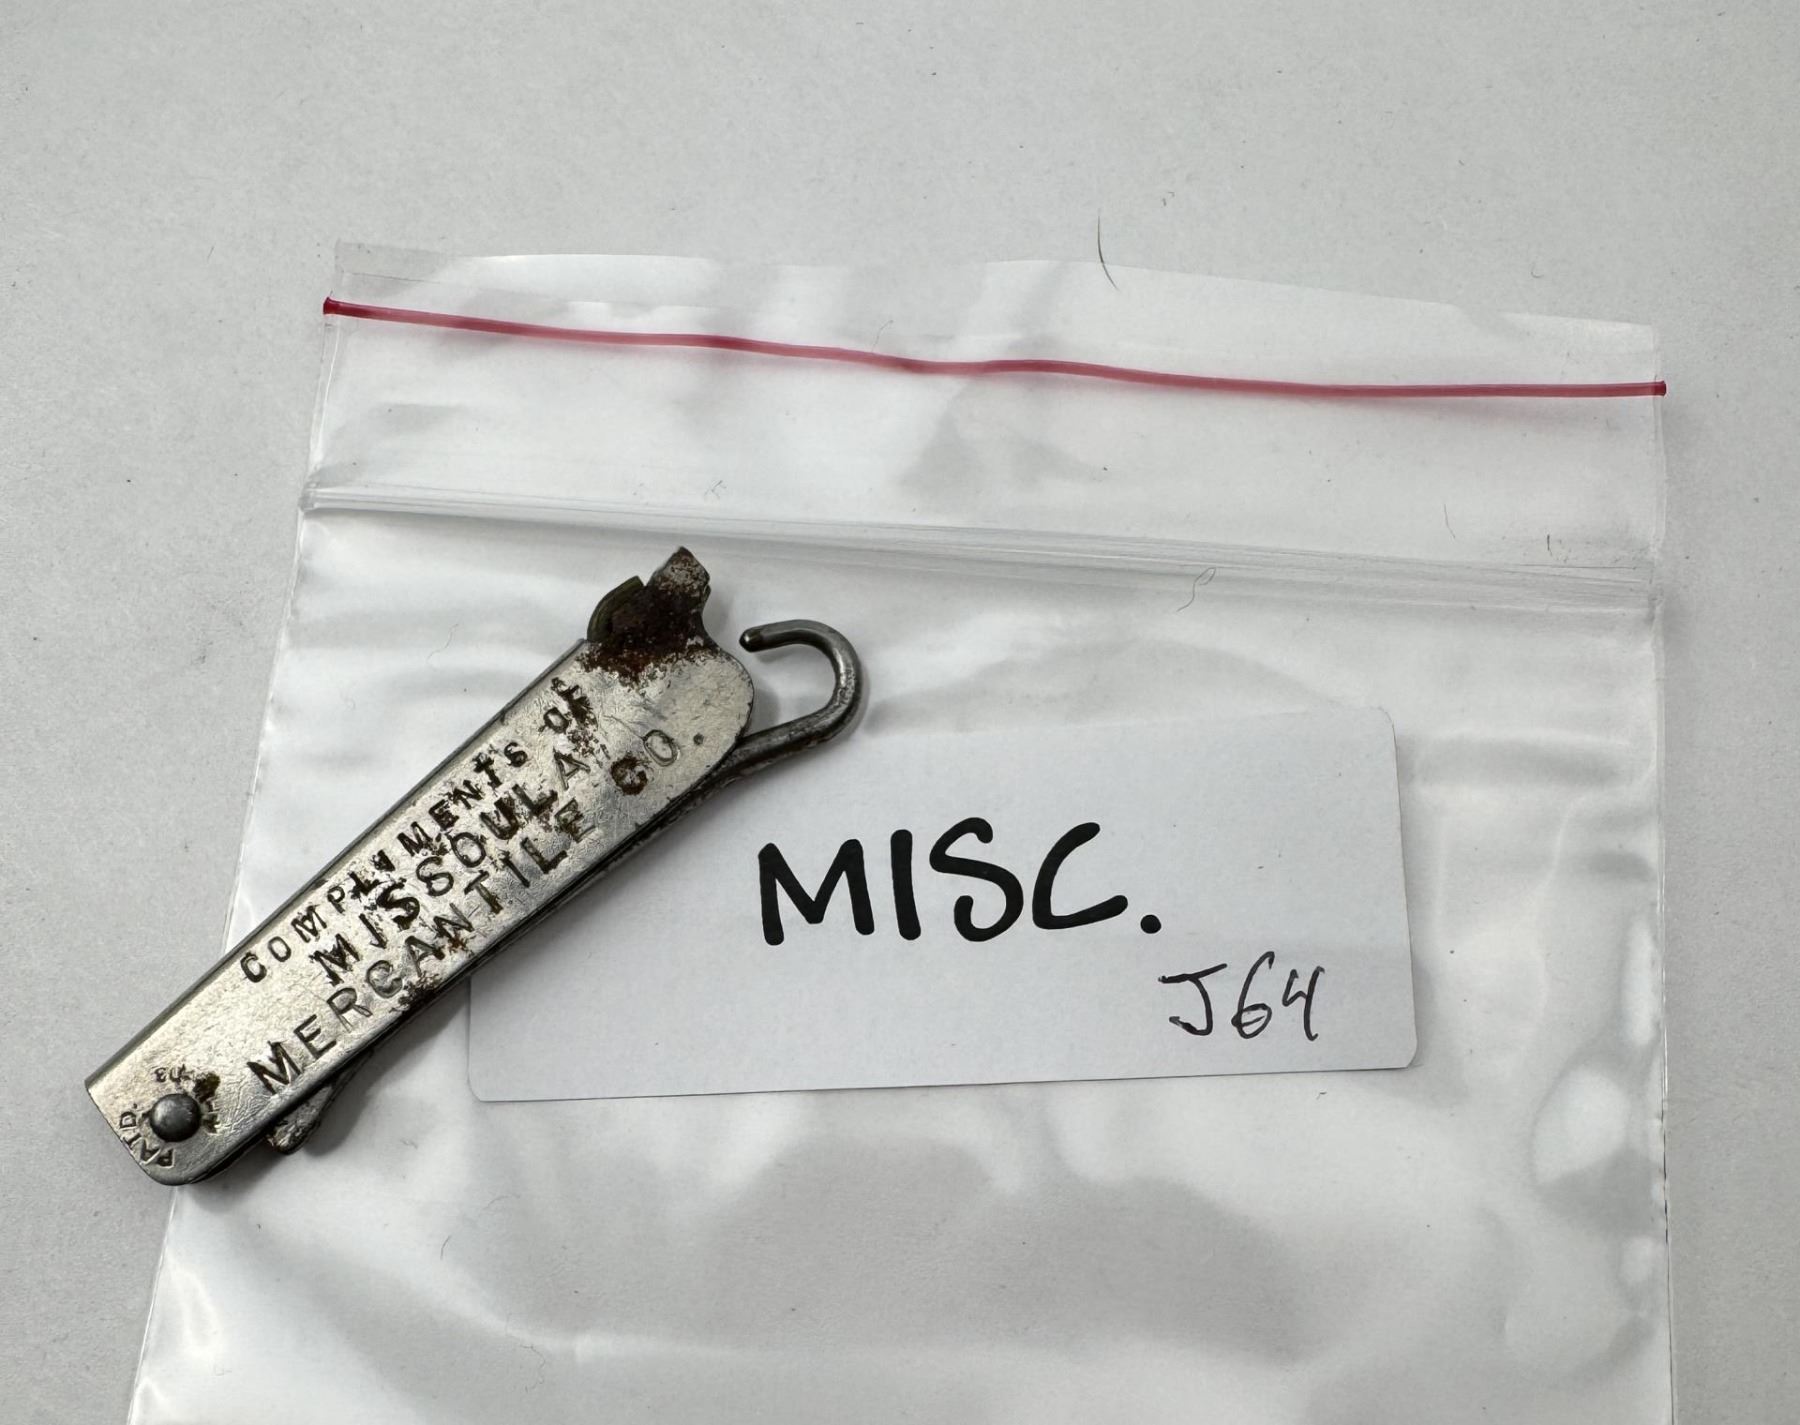 COMPLIMENTS OF
MISSOULA
MERCANTILE CO.
PAT'D.
MISC.
J64